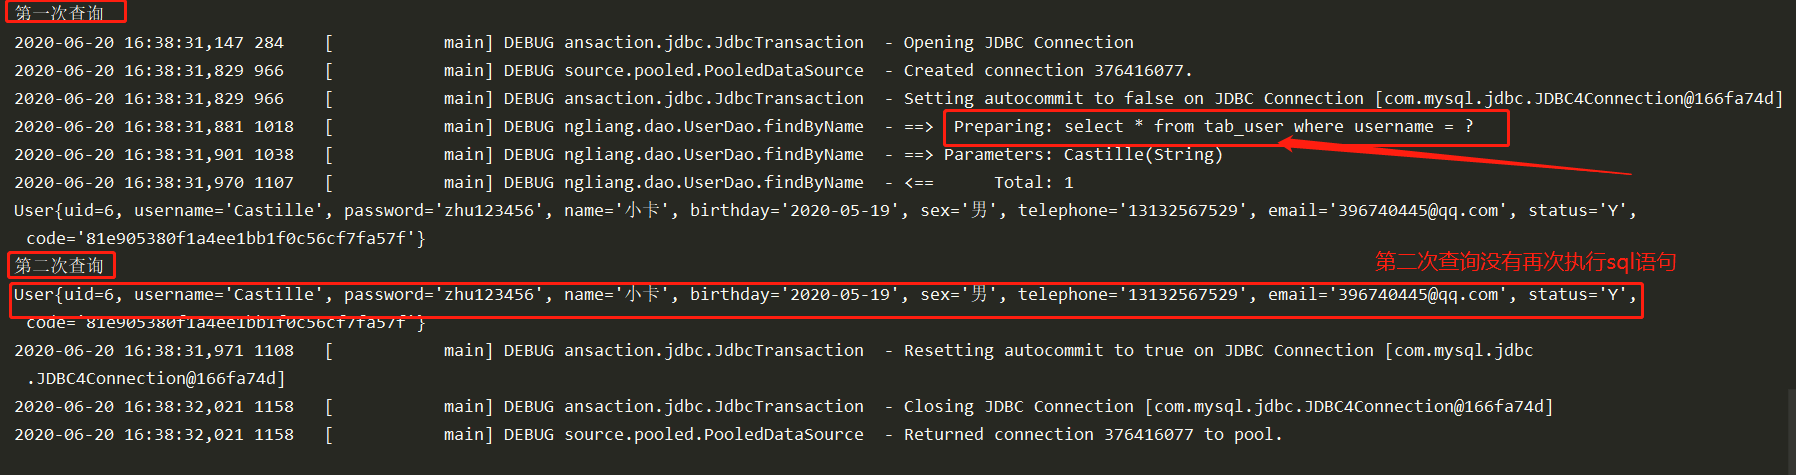 第一次查询
2020-06-20 16:38:31,147 284    [           main] DEBUG ansaction.jdbc.JdbcTransaction  - Opening JDBC Connection
2020-06-20 16:38:31,829 966    [           main] DEBUG source.pooled.PooledDataSource  - Created connection 376416077.
2020-06-20 16:38:31,829 966    [           main] DEBUG ansaction.jdbc.JdbcTransaction  - Setting autocommit to false on JDBC Connection [com.mysql.jdbc.JDBC4Connection@166fa74d]
2020-06-20 16:38:31,881 1018   [           main] DEBUG ngliang.dao.UserDao.findByName  - ==>  Preparing: select * from tab_user where username = ?
2020-06-20 16:38:31,901 1038   [           main] DEBUG ngliang.dao.UserDao.findByName  - ==> Parameters: Castille(String)
2020-06-20 16:38:31,970 1107   [           main] DEBUG ngliang.dao.UserDao.findByName  - <==      Total: 1
User{uid=6, username='Castille', password='zhu123456', name='小卡', birthday='2020-05-19', sex='男', telephone='13132567529', email='396740445@qq.com', status='Y',
code='81e905380f1a4ee1bb1f0c56cf7fa57f'}
第二次查询
第二次查询没有再次执行sql语句
User{uid=6, username='Castille', password='zhu123456', name='小卡', birthday='2020-05-19', sex='男', telephone='13132567529', email='396740445@qq.com', status='Y',
code='81e905380f1a4ee1bb1f0c56cf7fa57f'}
2020-06-20 16:38:31,971 1108   [           main] DEBUG ansaction.jdbc.JdbcTransaction  - Resetting autocommit to true on JDBC Connection [com.mysql.jdbc
.JDBC4Connection@166fa74d]
2020-06-20 16:38:32,021 1158   [           main] DEBUG ansaction.jdbc.JdbcTransaction  - Closing JDBC Connection [com.mysql.jdbc.JDBC4Connection@166fa74d]
2020-06-20 16:38:32,021 1158   [           main] DEBUG source.pooled.PooledDataSource  - Returned connection 376416077 to pool.